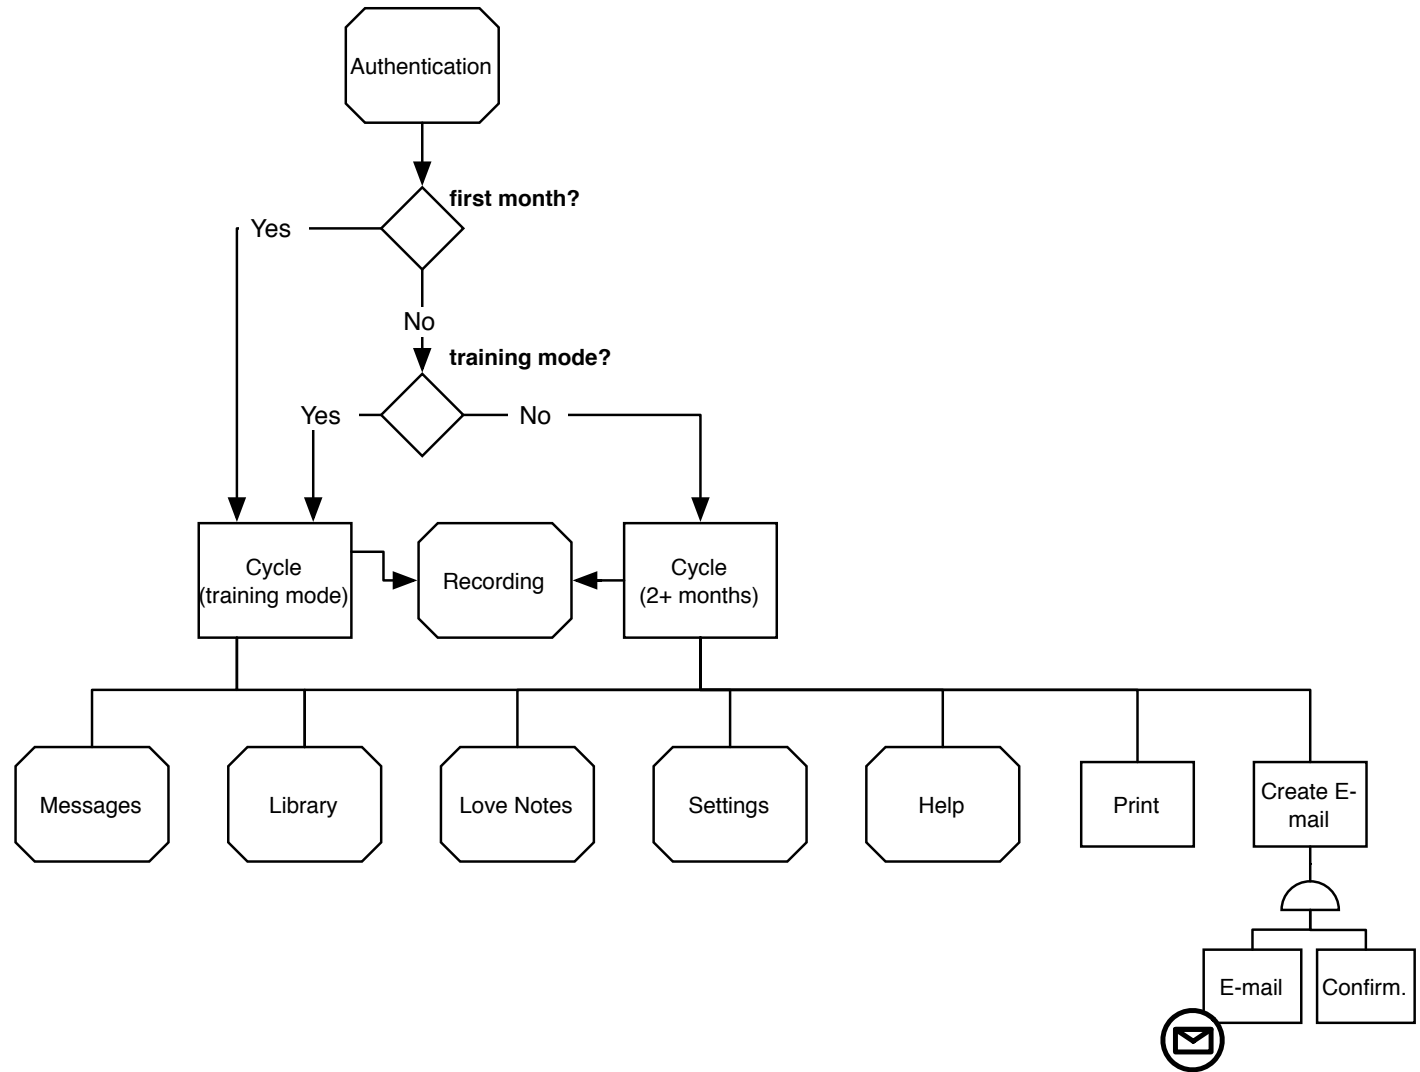 Authentication
first month?
Yes
No
training mode?
Yes
No
Cycle
(training mode)
Recording
Cycle
(2+ months)
Messages
Library
Love Notes
Settings
Help
Print
Create E-
mail
E-mail
Confirm.